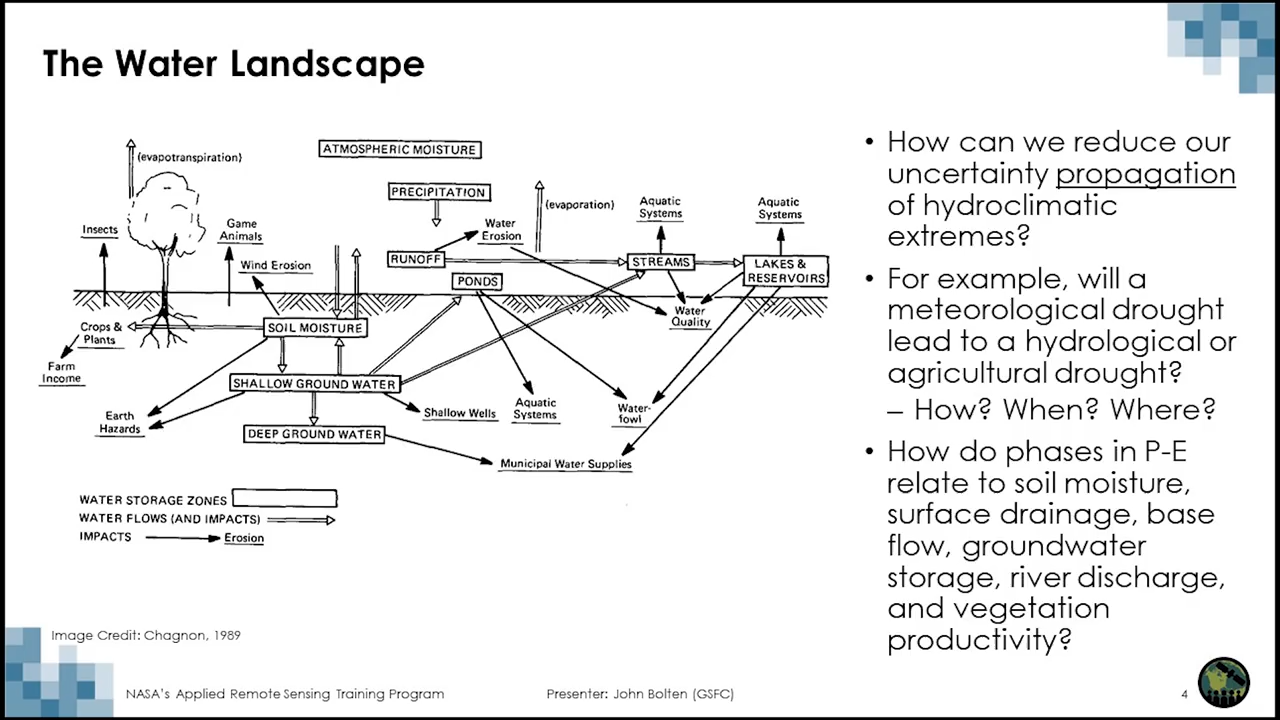 The Water Landscape
(evapotranspiration)
ATMOSPHERIC MOISTURE
PRECIPITATION
Insects
Game
Animals
Wind Erosion
Water
Erosion
(evaporation)
Aquatic
Systems
Aquatic
Systems
RUNOFF
STREAMS
LAKES &
RESERVOIRS
PONDS
Water
Quality
Crops &
Plants
SOIL MOISTURE
Farm
Income
SHALLOW GROUND WATER
Earth
Hazards
Shallow Wells
Aquatic
Systems
Water-
fowl
DEEP GROUND WATER
Municipal Water Supplies
WATER STORAGE ZONES
WATER FLOWS (AND IMPACTS)
IMPACTS
Erosion
• How can we reduce our
uncertainty propagation
of hydroclimatic
extremes?
• For example, will a
meteorological drought
lead to a hydrological or
agricultural drought?
– How? When? Where?
• How do phases in P-E
relate to soil moisture,
surface drainage, base
flow, groundwater
storage, river discharge,
and vegetation
productivity?
Image Credit: Chagnon, 1989
NASA's Applied Remote Sensing Training Program
Presenter: John Bolten (GSFC)
4